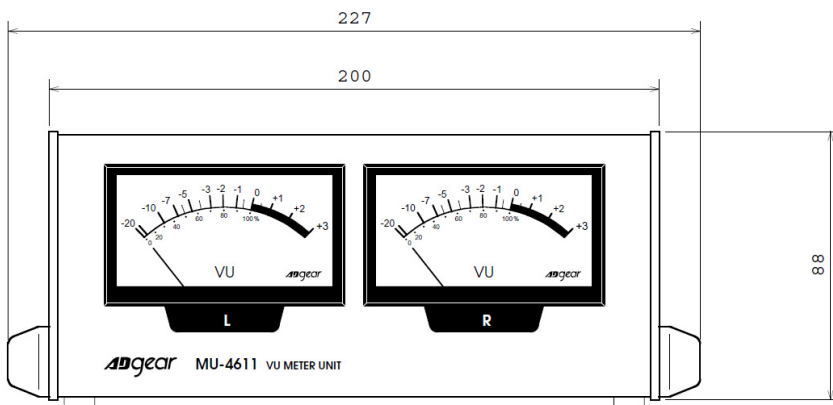 227
200
-20 -10 -7 -5 -3 -2 -1 0 +1 +2 +3
0 20 40 60 80 100%
VU
ADgear
L
-20 -10 -7 -5 -3 -2 -1 0 +1 +2 +3
0 20 40 60 80 100%
VU
ADgear
R
88
ADgear MU-4611 VU METER UNIT